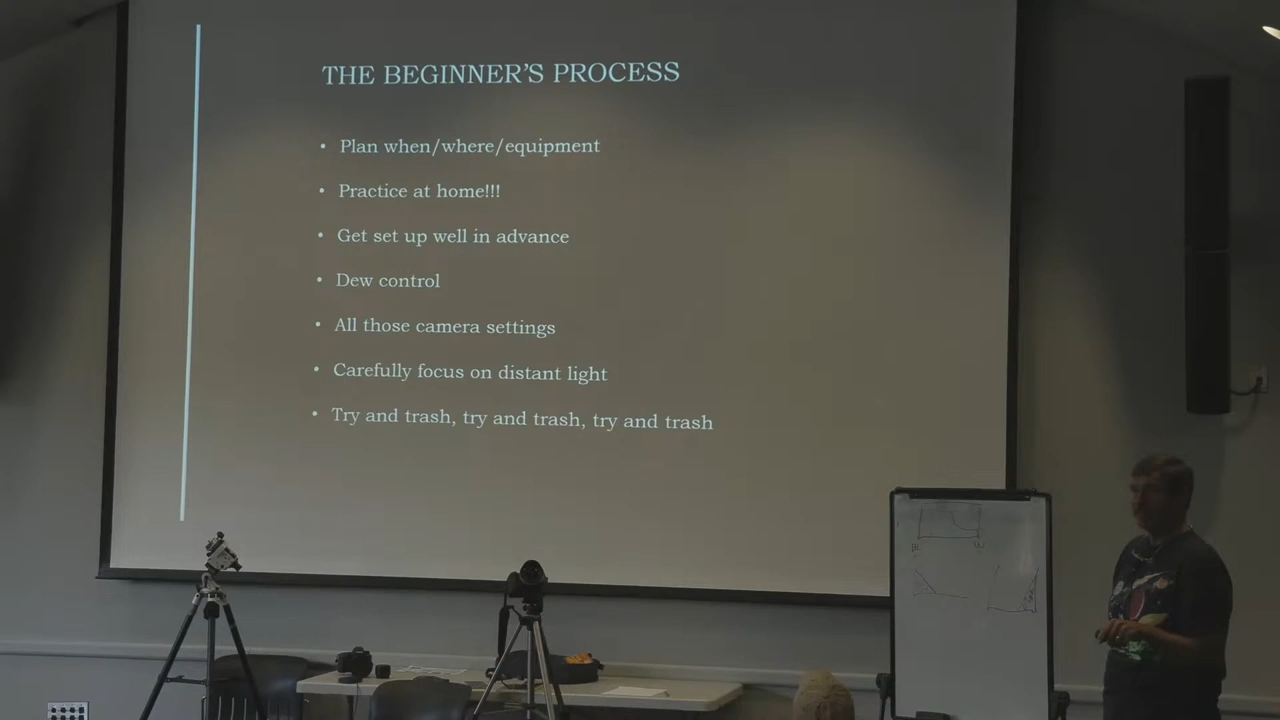 THE BEGINNER'S PROCESS
• Plan when/where/equipment
• Practice at home!!!
• Get set up well in advance
• Dew control
• All those camera settings
• Carefully focus on distant light
• Try and trash, try and trash, try and trash